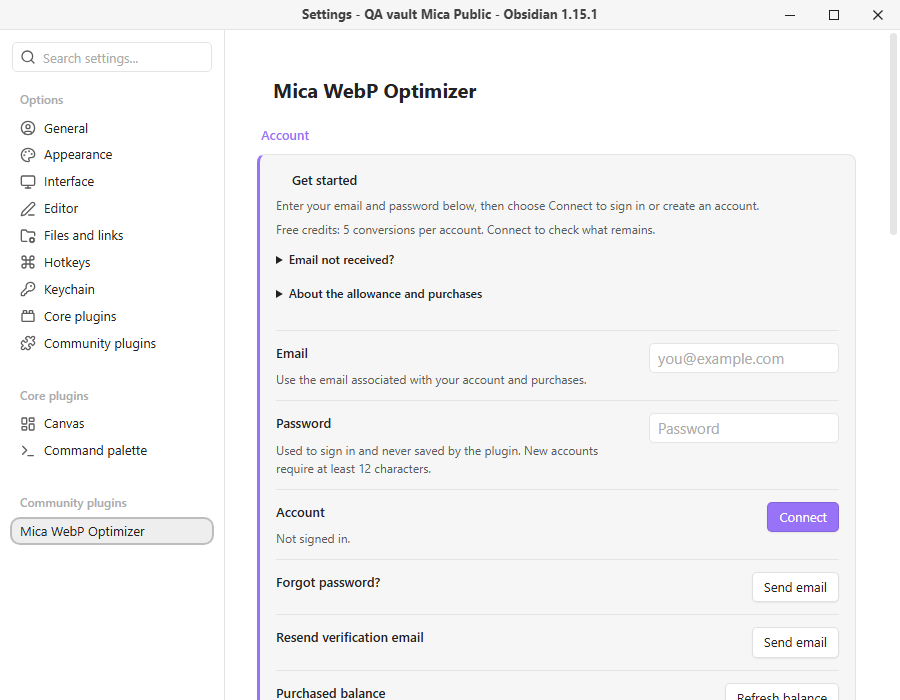 Settings - QA vault Mica Public - Obsidian 1.15.1
Search settings...
Options
General
Appearance
Interface
Editor
Files and links
Hotkeys
Keychain
Core plugins
Community plugins
Core plugins
Canvas
Command palette
Community plugins
Mica WebP Optimizer
Mica WebP Optimizer
Account
Get started
Enter your email and password below, then choose Connect to sign in or create an account.
Free credits: 5 conversions per account. Connect to check what remains.
Email not received?
About the allowance and purchases
Email
you@example.com
Use the email associated with your account and purchases.
Password
Password
Used to sign in and never saved by the plugin. New accounts
require at least 12 characters.
Account
Connect
Not signed in.
Forgot password?
Send email
Resend verification email
Send email
Purchased balance
Refresh balance